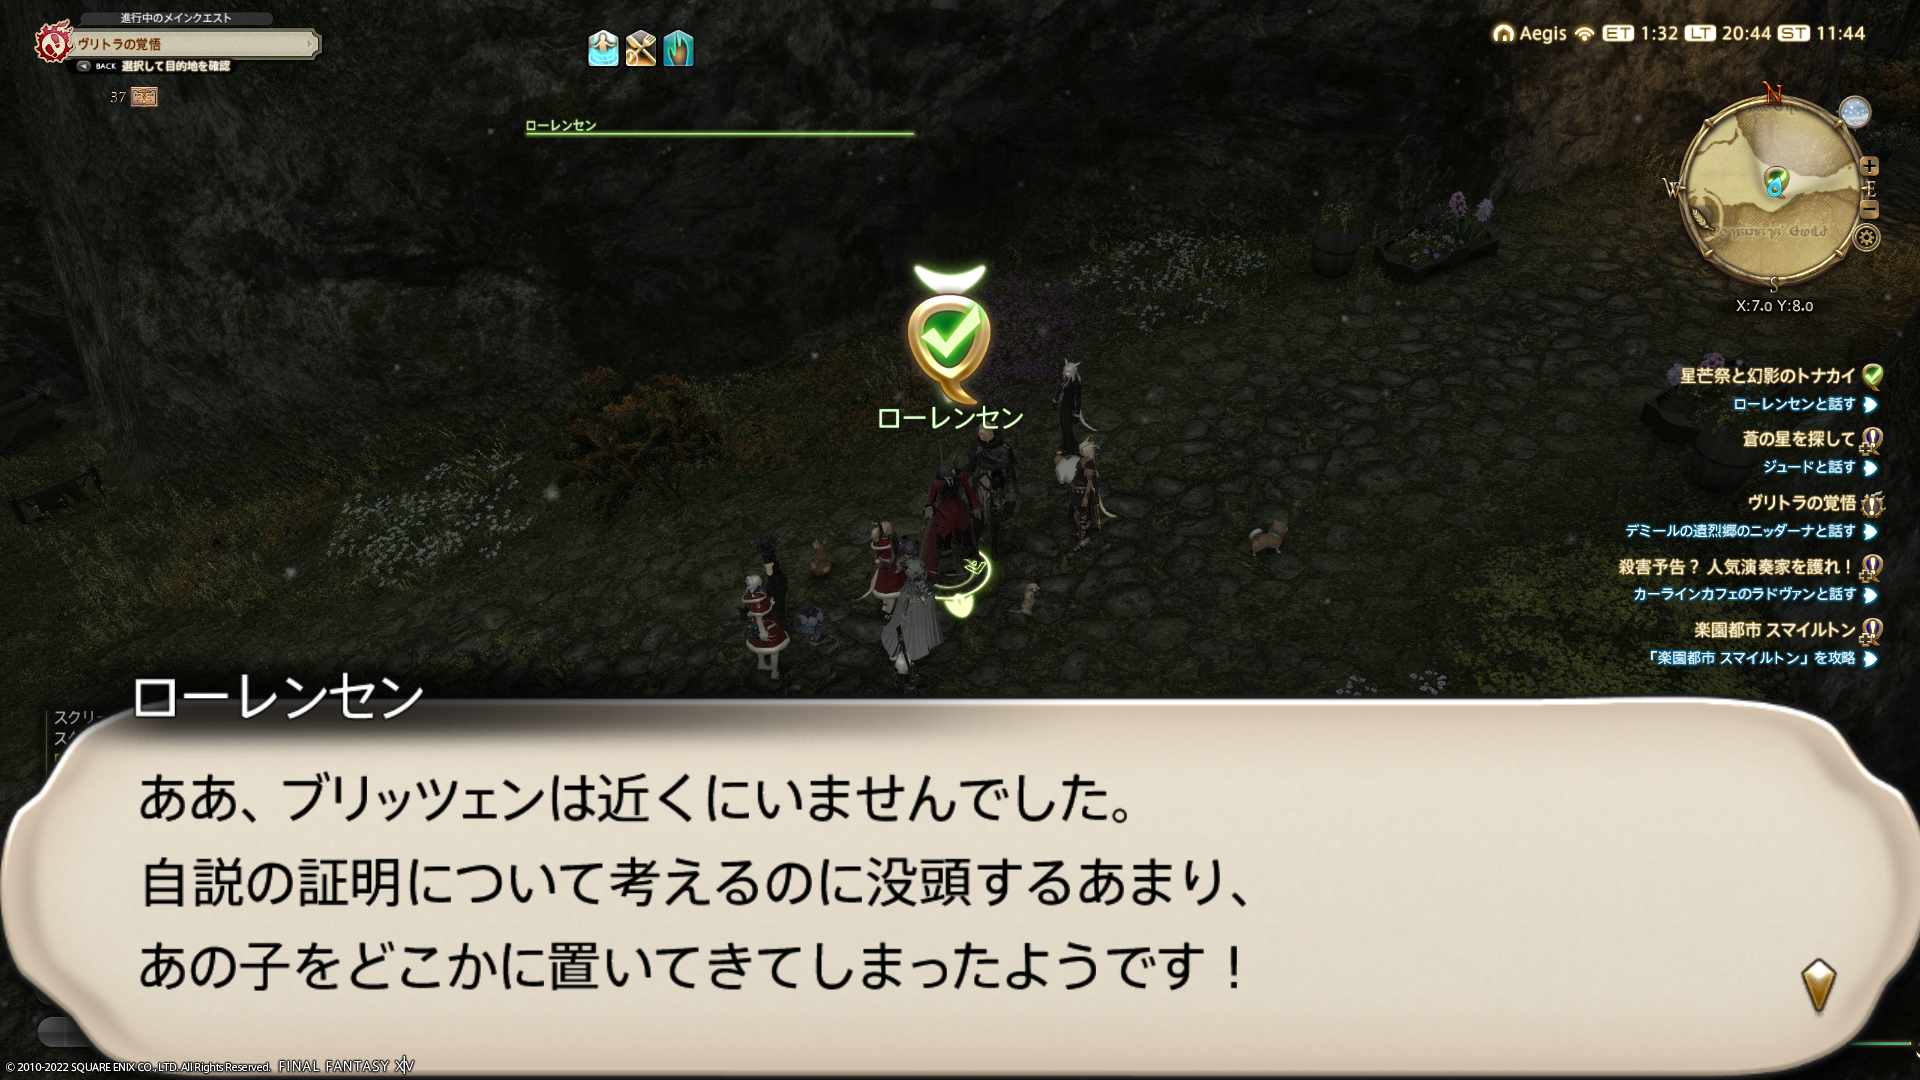 進行中のメインクエスト
ヴリトラの覚悟
BACK 選択して目的地を確認
37
ローレンセン
Aegis ET 1:32 LT 20:44 ST 11:44
N
W
E
S
X:7.0 Y:8.0
ローレンセン
星芒祭と幻影のトナカイ
ローレンセンと話す
蒼の星を探して
ジュードと話す
ヴリトラの覚悟
デミールの遺烈郷のニッダーナと話す
殺害予告? 人気演奏家を護れ!
カーラインカフェのラドヴァンと話す
楽園都市 スマイルトン
「楽園都市 スマイルトン」を攻略
スクリ
ローレンセン
ああ、ブリッツェンは近くにいませんでした。
自説の証明について考えるのに没頭するあまり、
あの子をどこかに置いてきてしまったようです!
© 2010-2022 SQUARE ENIX CO., LTD. All Rights Reserved. FINAL FANTASY XIV